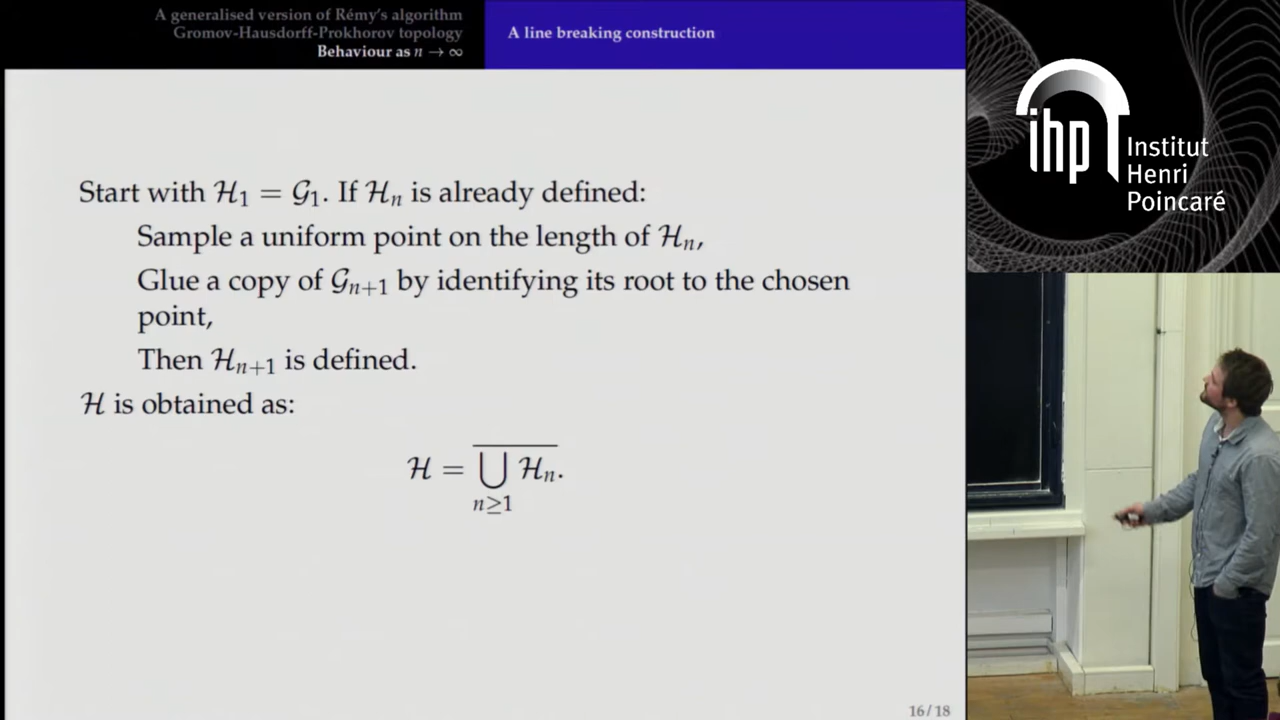 A generalised version of Rémy's algorithm
Gromov-Hausdorff-Prokhorov topology
Behaviour as n → ∞
A line breaking construction
Start with ℋ₁ = 𝒢₁. If ℋₙ is already defined:
Sample a uniform point on the length of ℋₙ,
Glue a copy of 𝒢ₙ₊₁ by identifying its root to the chosen
point,
Then ℋₙ₊₁ is defined.
ℋ is obtained as:
ℋ = \overline{⋃_{n≥1} ℋₙ}.
16/18
ihp
Institut
Henri
Poincaré